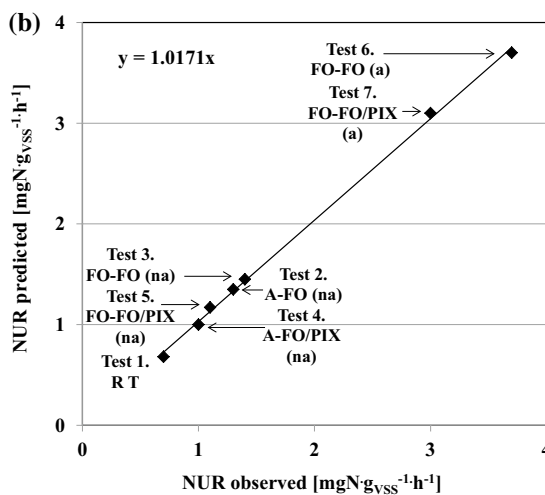 (b)
4
3
2
1
0
y = 1.0171x
Test 6.
FO-FO (a)
Test 7.
FO-FO/PIX
(a)
Test 3.
FO-FO (na)
Test 5.
FO-FO/PIX
(na)
Test 1.
R T
Test 2.
A-FO (na)
Test 4.
A-FO/PIX
(na)
0 1 2 3 4
NUR predicted [mgN·gVSS⁻¹·h⁻¹]
NUR observed [mgN·gVSS⁻¹·h⁻¹]